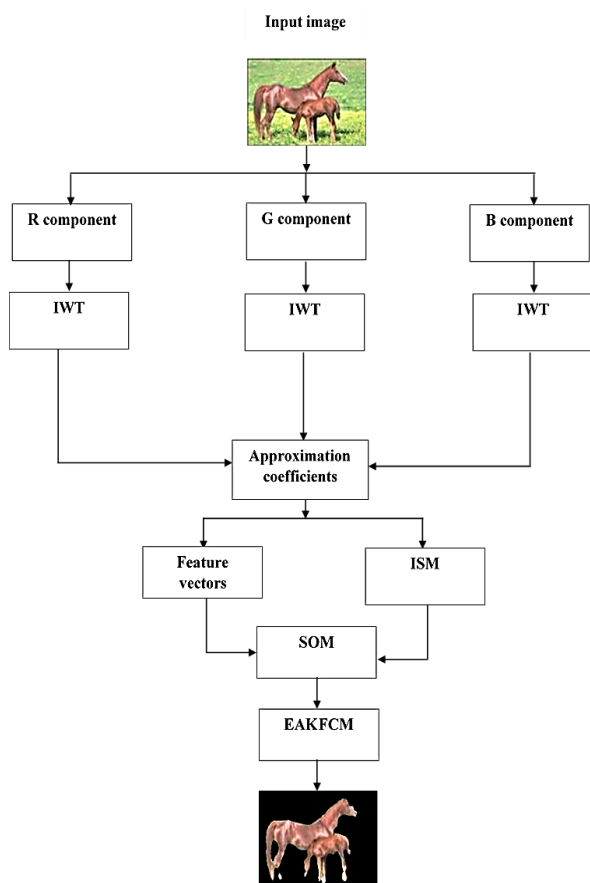 Input image
R component
G component
B component
IWT
IWT
IWT
Approximation
coefficients
Feature
vectors
ISM
SOM
EAKFCM